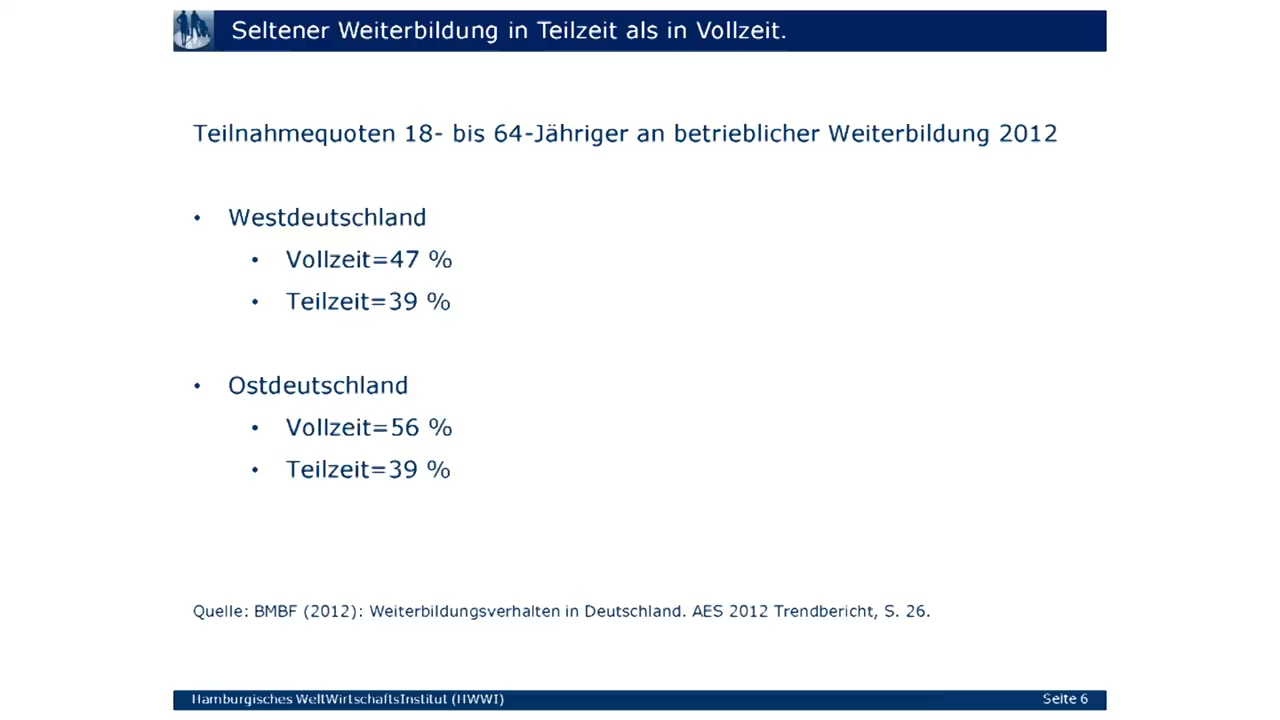 Seltener Weiterbildung in Teilzeit als in Vollzeit.
Teilnahmequoten 18- bis 64-Jähriger an betrieblicher Weiterbildung 2012
• Westdeutschland
• Vollzeit=47 %
• Teilzeit=39 %
• Ostdeutschland
• Vollzeit=56 %
• Teilzeit=39 %
Quelle: BMBF (2012): Weiterbildungsverhalten in Deutschland. AES 2012 Trendbericht, S. 26.
Hamburgisches WeltWirtschaftsInstitut (HWWI)
Seite 6